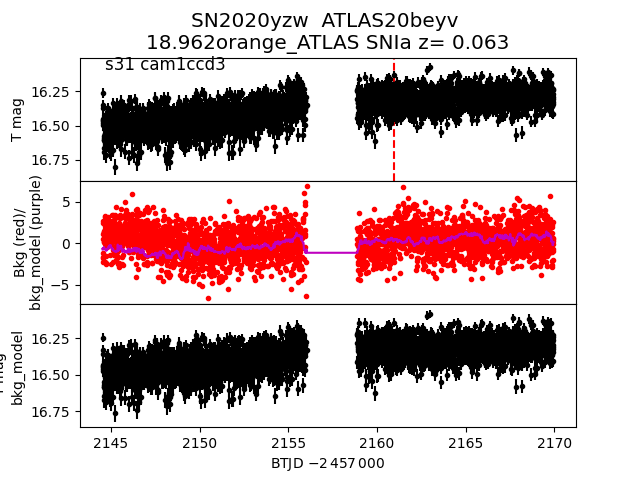 SN2020yzw  ATLAS20beyv
18.962orange_ATLAS SNIa z= 0.063
s31 cam1ccd3
T mag
16.25
16.50
16.75
Bkg (red)/
bkg_model (purple)
5
0
−5
bkg_model
16.25
16.50
16.75
2145
2150
2155
2160
2165
2170
BTJD −2 457 000